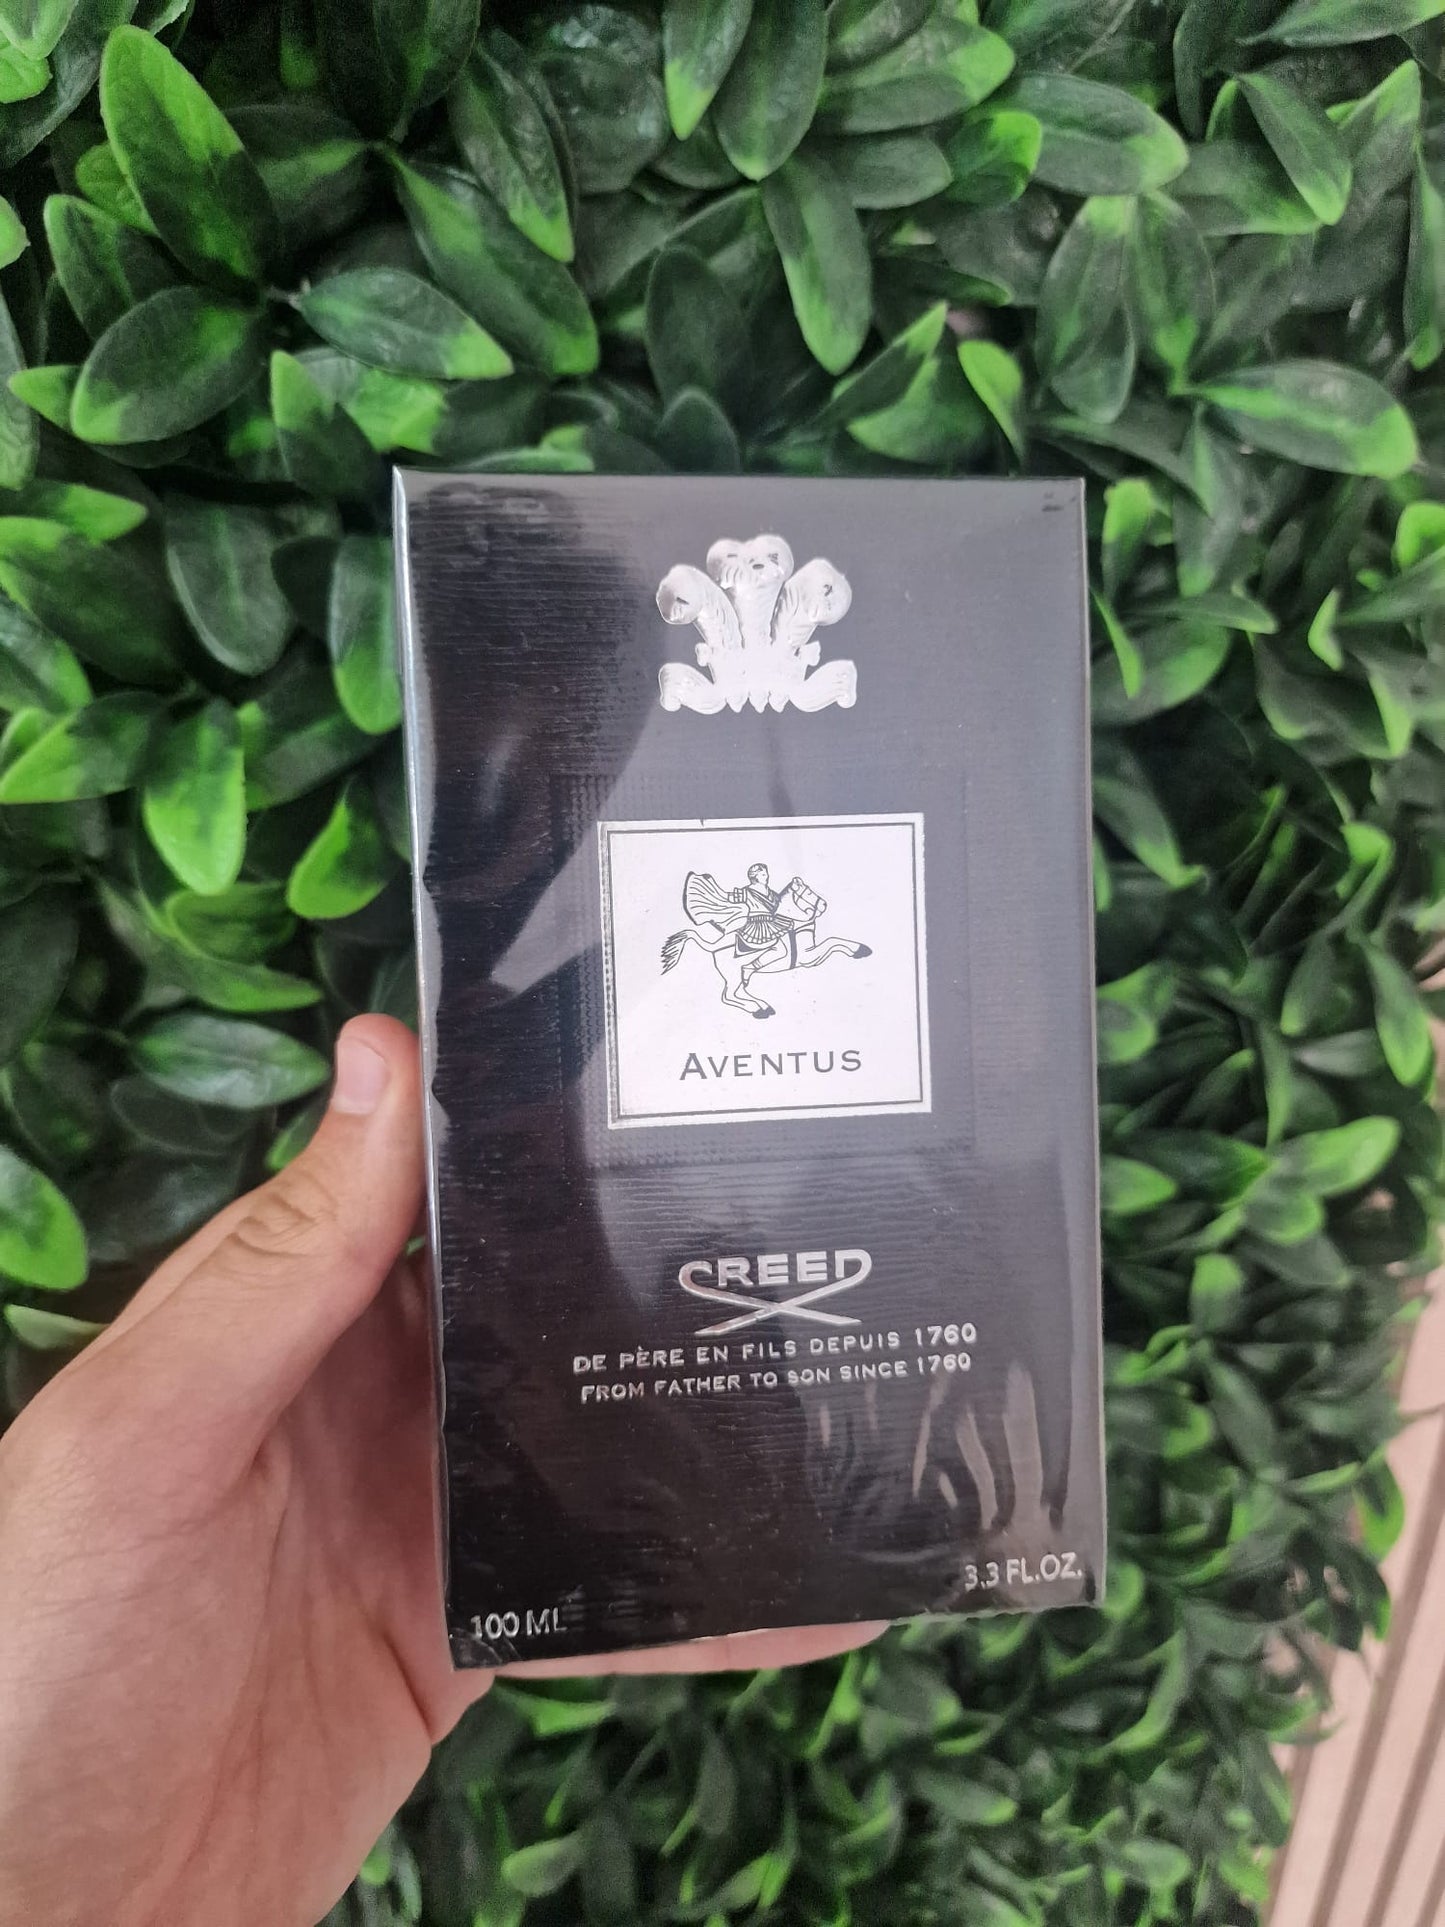 AVENTUS
CREED
DE PÈRE EN FILS DEPUIS 1760
FROM FATHER TO SON SINCE 1760
100 ML
3.3 FL.OZ.